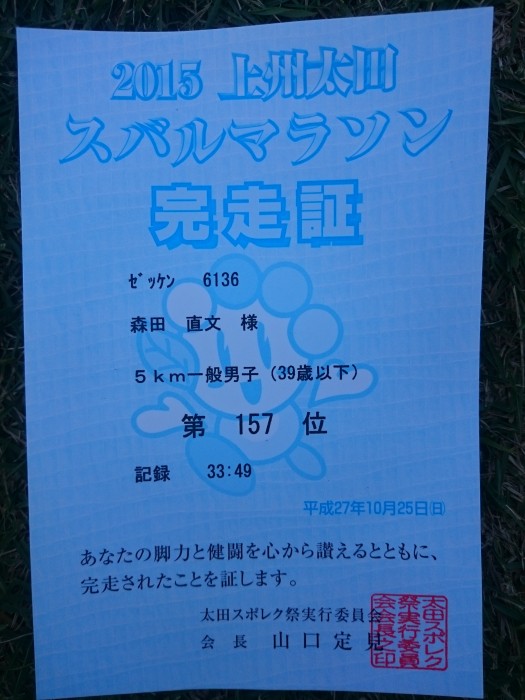 2015 上州太田
スバルマラソン
完走証
ｾﾞｯｹﾝ 6136
森田 直文 様
５ｋｍ一般男子（39歳以下）
第 157 位
記録 33:49
平成27年10月25日㈰
あなたの脚力と健闘を心から讃えるとともに、
完走されたことを証します。
太田スポレク祭実行委員会
会 長 山口定見
太田スポレク
祭実行委員
会会長之印